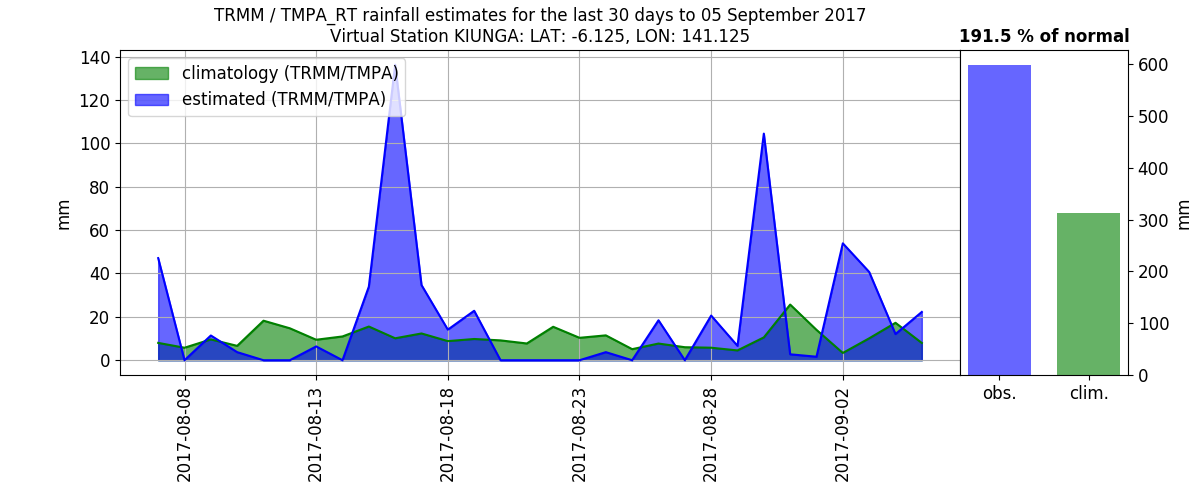 TRMM / TMPA_RT rainfall estimates for the last 30 days to 05 September 2017
Virtual Station KIUNGA: LAT: -6.125, LON: 141.125
191.5 % of normal
climatology (TRMM/TMPA)
estimated (TRMM/TMPA)
mm
140
120
100
80
60
40
20
0
2017-08-08
2017-08-13
2017-08-18
2017-08-23
2017-08-28
2017-09-02
600
500
400
300
200
100
0
mm
obs.
clim.